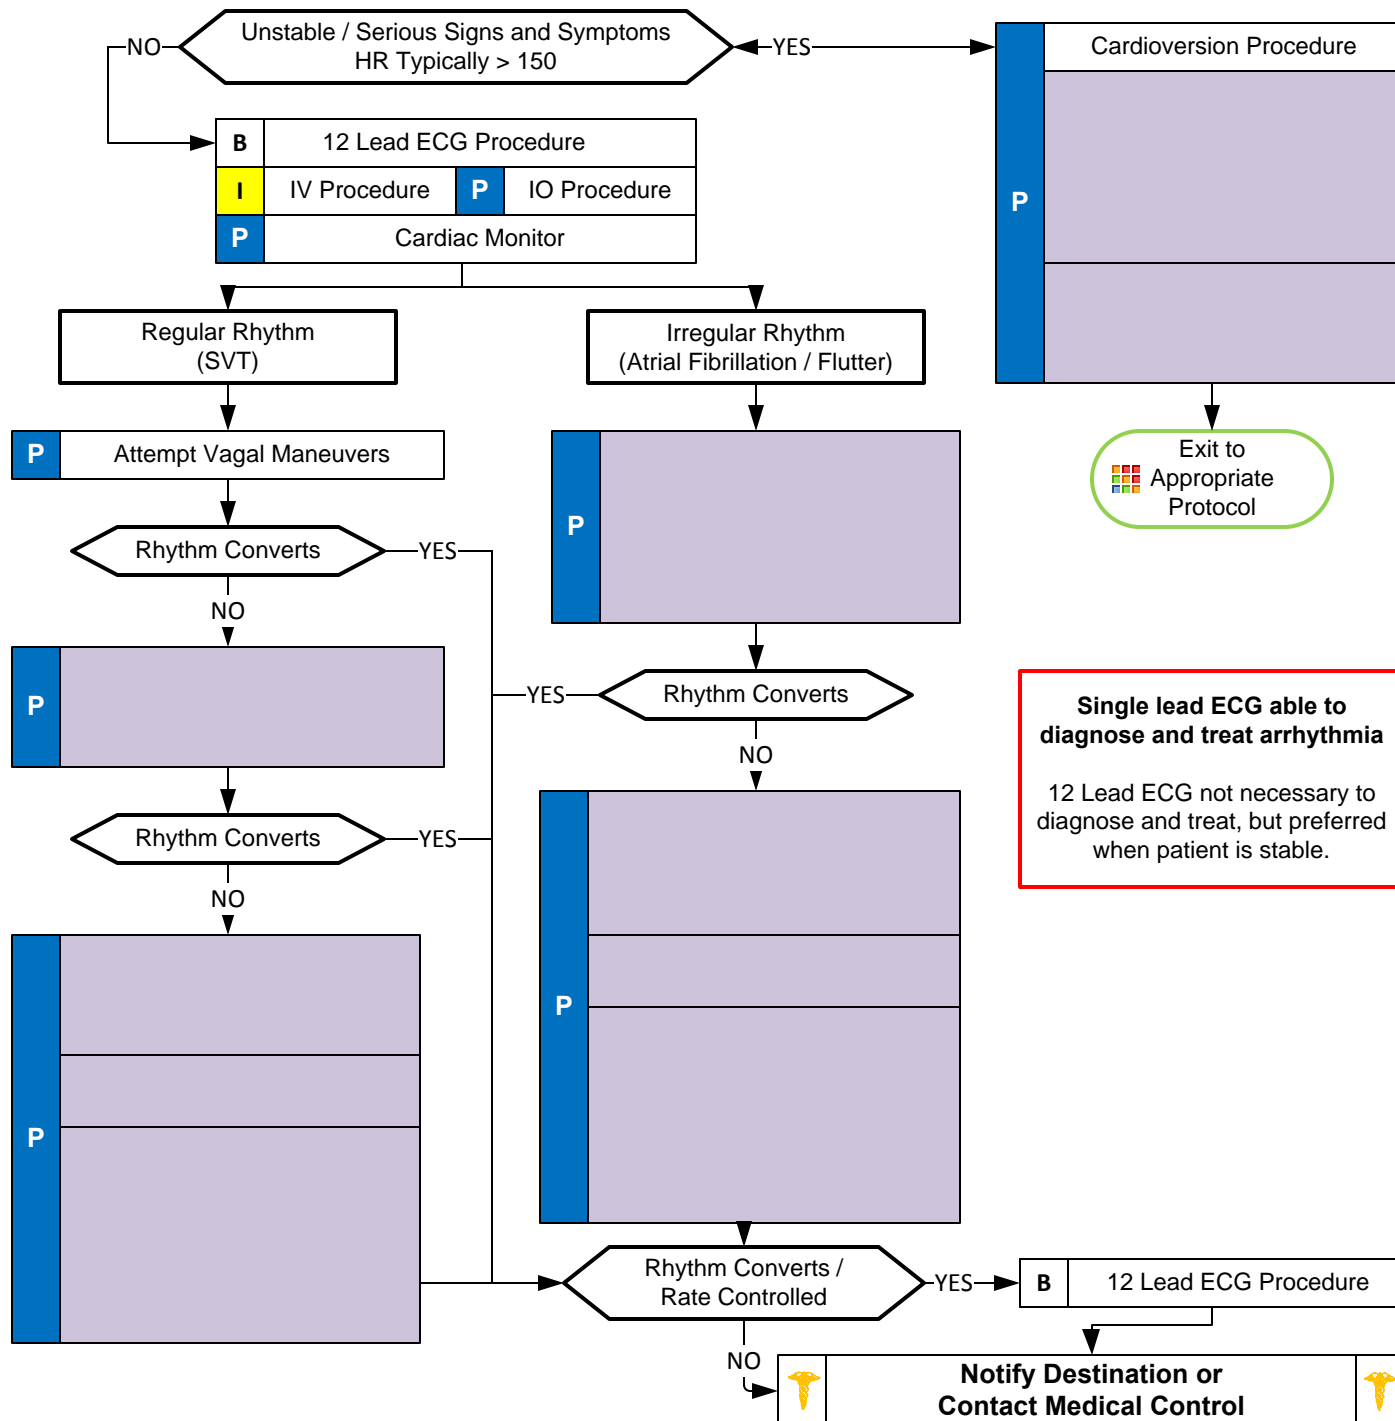 Unstable / Serious Signs and Symptoms
HR Typically > 150
NO
YES
P
Cardioversion Procedure
B
12 Lead ECG Procedure
I
IV Procedure
P
IO Procedure
P
Cardiac Monitor
Regular Rhythm
(SVT)
Irregular Rhythm
(Atrial Fibrillation / Flutter)
Exit to
Appropriate
Protocol
P
Attempt Vagal Maneuvers
P
Rhythm Converts
YES
NO
P
Rhythm Converts
YES
NO
Single lead ECG able to
diagnose and treat arrhythmia
12 Lead ECG not necessary to
diagnose and treat, but preferred
when patient is stable.
Rhythm Converts
YES
NO
P
P
Rhythm Converts /
Rate Controlled
YES
B
12 Lead ECG Procedure
NO
Notify Destination or
Contact Medical Control